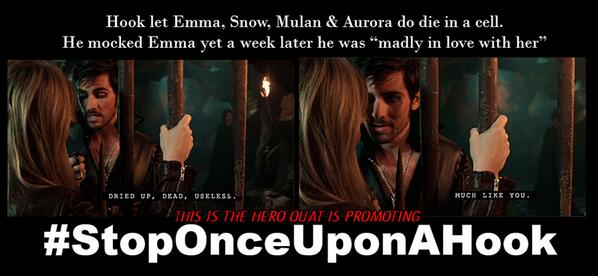 Hook let Emma, Snow, Mulan & Aurora do die in a cell.
He mocked Emma yet a week later he was “madly in love with her”
DRIED UP, DEAD, USELESS.
MUCH LIKE YOU.
THIS IS THE HERO OUAT IS PROMOTING
#StopOnceUponAHook